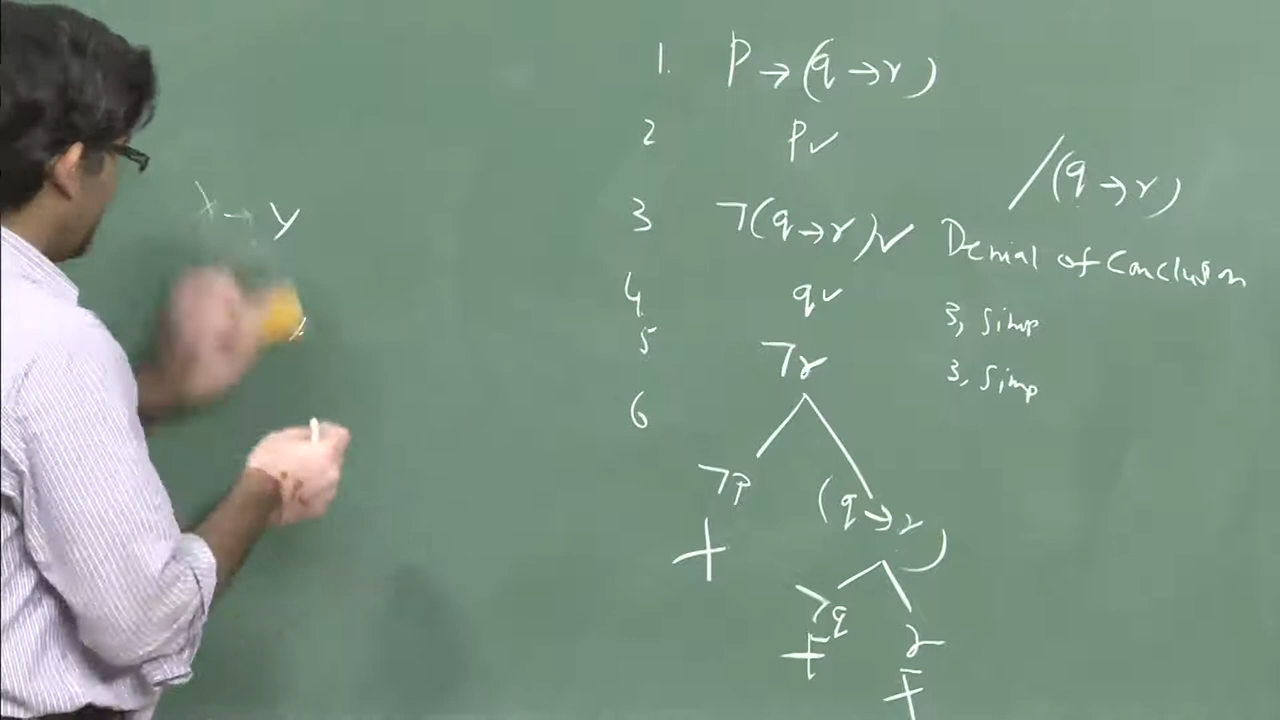 1. P → (q → r)
2 P ✓
/(q → r)
3 ¬(q → r) ✓ Denial of Conclusion
4. q ✓ 3, Simp
5 ¬r 3, Simp
6
¬P (q → r)
+
¬q r
+ +
X → Y